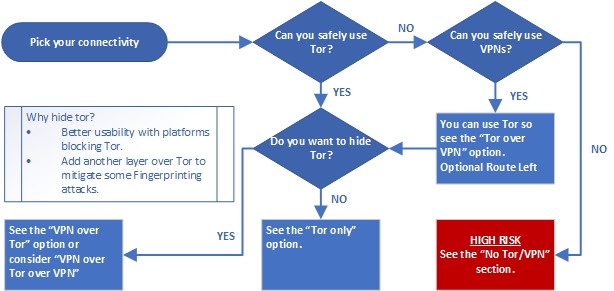 Pick your connectivity
Can you safely use
Tor?
NO
Can you safely use
VPNs?
YES
YES
NO
Why hide tor?
• Better usability with platforms
blocking Tor.
• Add another layer over Tor to
mitigate some Fingerprinting
attacks.
Do you want to hide
Tor?
You can use Tor so
see the “Tor over
VPN” option.
Optional Route Left
NO
YES
See the “VPN over
Tor” option or
consider “VPN over
Tor over VPN”
See the “Tor only”
option.
HIGH RISK
See the “No Tor/VPN”
section.